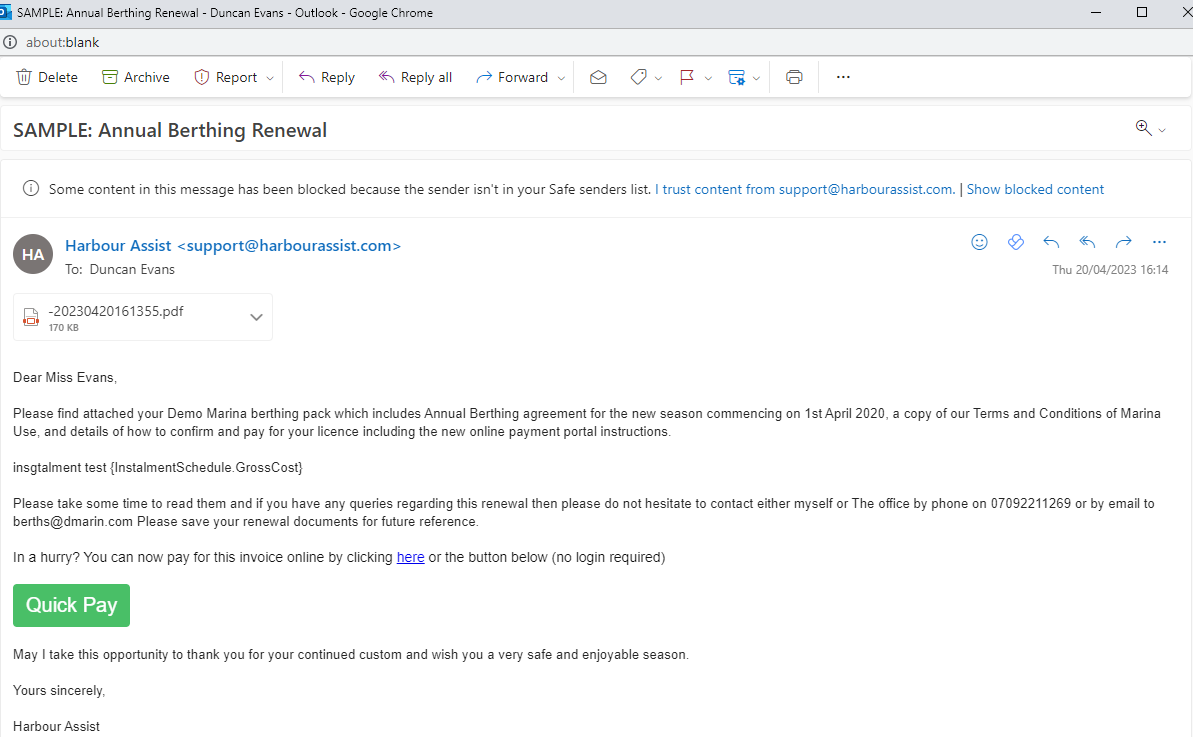 SAMPLE: Annual Berthing Renewal - Duncan Evans - Outlook - Google Chrome
about:blank
Delete Archive Report Reply Reply all Forward
SAMPLE: Annual Berthing Renewal
Some content in this message has been blocked because the sender isn't in your Safe senders list. I trust content from support@harbourassist.com. | Show blocked content
HA
Harbour Assist <support@harbourassist.com>
To: Duncan Evans
Thu 20/04/2023 16:14
-20230420161355.pdf
170 KB
Dear Miss Evans,
Please find attached your Demo Marina berthing pack which includes Annual Berthing agreement for the new season commencing on 1st April 2020, a copy of our Terms and Conditions of Marina
Use, and details of how to confirm and pay for your licence including the new online payment portal instructions.
insgtalment test {InstalmentSchedule.GrossCost}
Please take some time to read them and if you have any queries regarding this renewal then please do not hesitate to contact either myself or The office by phone on 07092211269 or by email to
berths@dmarin.com Please save your renewal documents for future reference.
In a hurry? You can now pay for this invoice online by clicking here or the button below (no login required)
Quick Pay
May I take this opportunity to thank you for your continued custom and wish you a very safe and enjoyable season.
Yours sincerely,
Harbour Assist